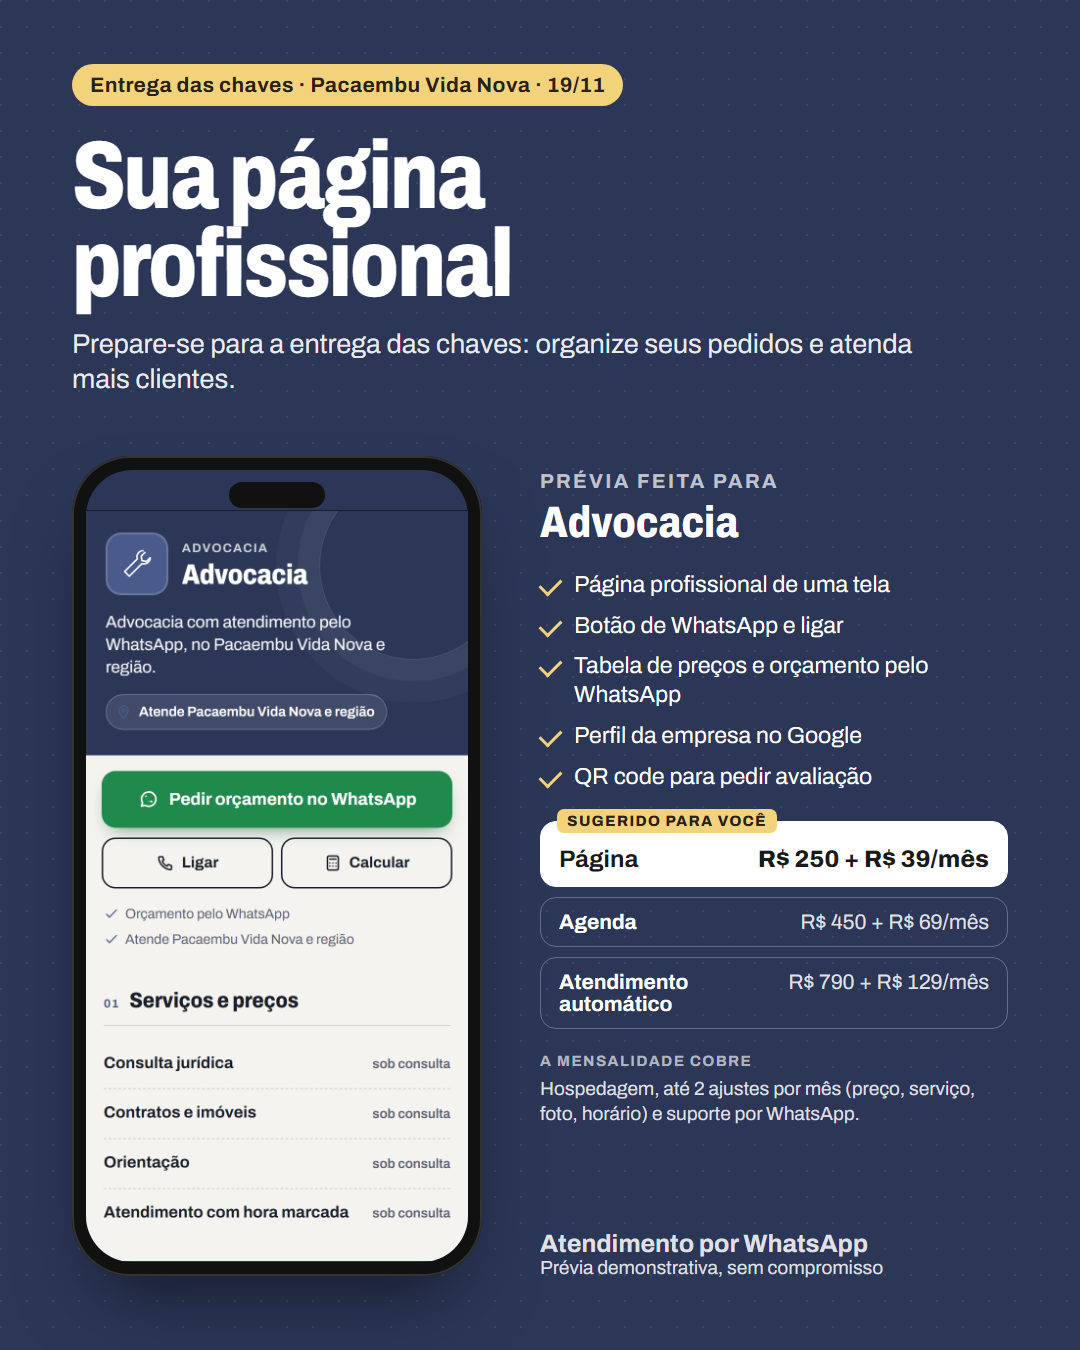 Entrega das chaves · Pacaembu Vida Nova · 19/11
Sua página
profissional
Prepare-se para a entrega das chaves: organize seus pedidos e atenda
mais clientes.
ADVOCACIA
Advocacia
Advocacia com atendimento pelo
WhatsApp, no Pacaembu Vida Nova e
região.
Atende Pacaembu Vida Nova e região
Pedir orçamento no WhatsApp
Ligar
Calcular
Orçamento pelo WhatsApp
Atende Pacaembu Vida Nova e região
01 Serviços e preços
Consulta jurídica sob consulta
Contratos e imóveis sob consulta
Orientação sob consulta
Atendimento com hora marcada sob consulta
PRÉVIA FEITA PARA
Advocacia
Página profissional de uma tela
Botão de WhatsApp e ligar
Tabela de preços e orçamento pelo
WhatsApp
Perfil da empresa no Google
QR code para pedir avaliação
SUGERIDO PARA VOCÊ
Página R$ 250 + R$ 39/mês
Agenda R$ 450 + R$ 69/mês
Atendimento R$ 790 + R$ 129/mês
automático
A MENSALIDADE COBRE
Hospedagem, até 2 ajustes por mês (preço, serviço,
foto, horário) e suporte por WhatsApp.
Atendimento por WhatsApp
Prévia demonstrativa, sem compromisso